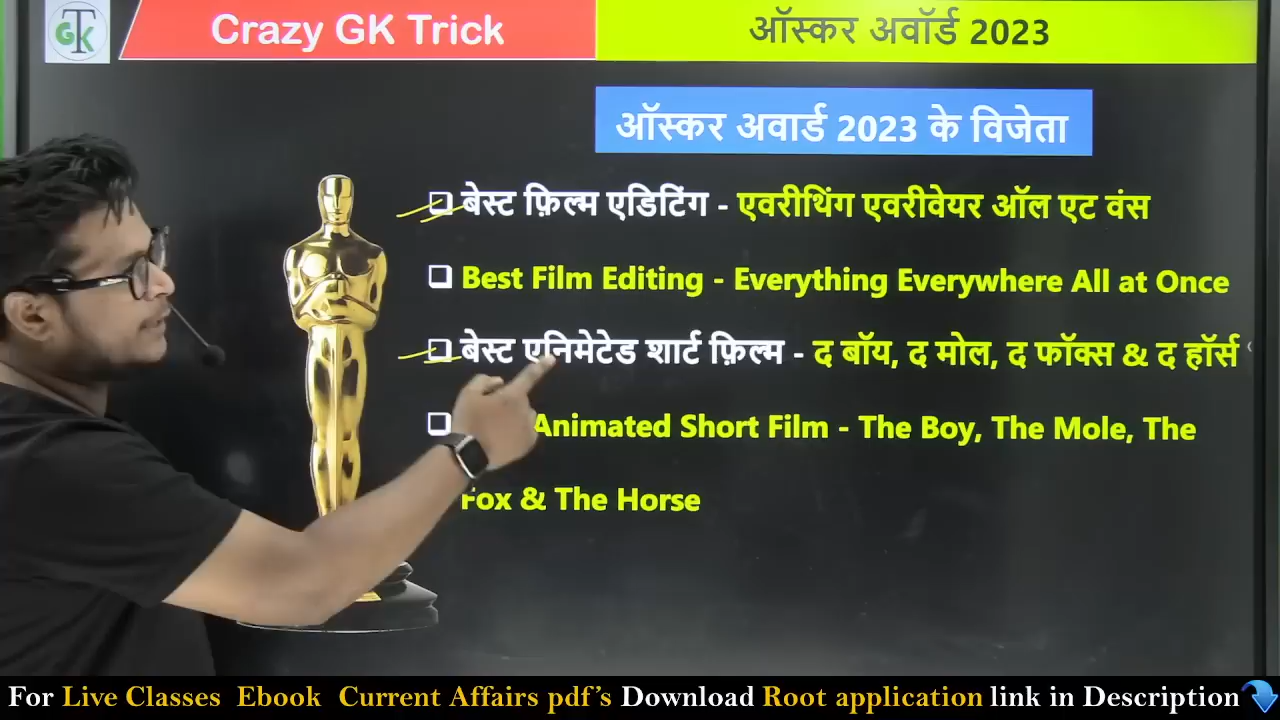 TGK
Crazy GK Trick
ऑस्कर अवॉर्ड 2023
ऑस्कर अवार्ड 2023 के विजेता
बेस्ट फ़िल्म एडिटिंग - एवरीथिंग एवरीवेयर ऑल एट वंस
Best Film Editing - Everything Everywhere All at Once
बेस्ट एनिमेटेड शार्ट फ़िल्म - द बॉय, द मोल, द फॉक्स & द हॉर्स
Animated Short Film - The Boy, The Mole, The
Fox & The Horse
For Live Classes Ebook Current Affairs pdf's Download Root application link in Description